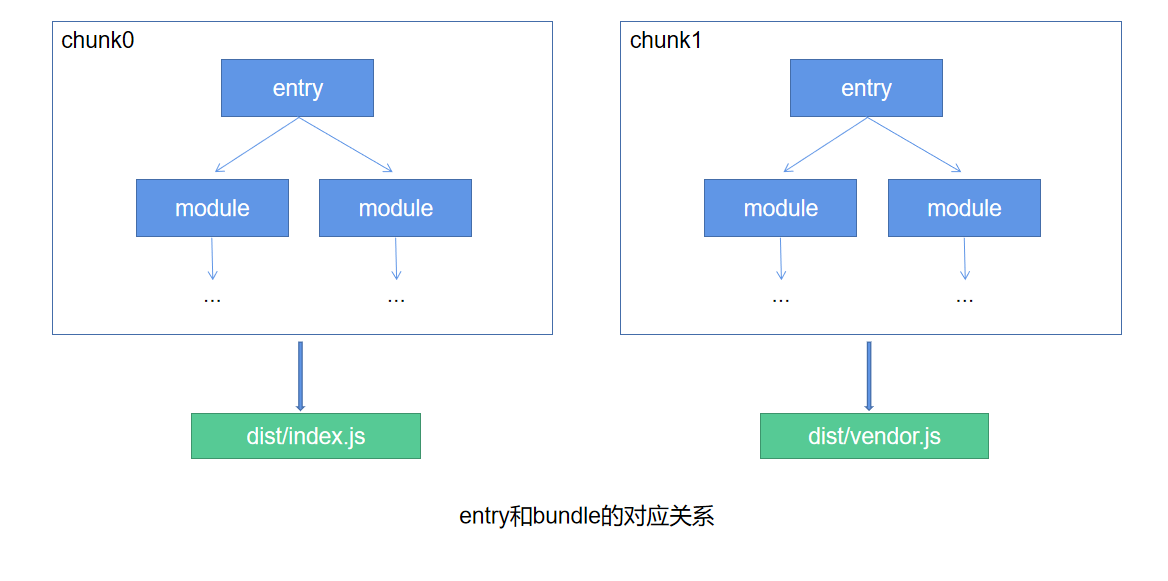 chunk0
entry
module
module
...
...
dist/index.js
chunk1
entry
module
module
...
...
dist/vendor.js
entry和bundle的对应关系